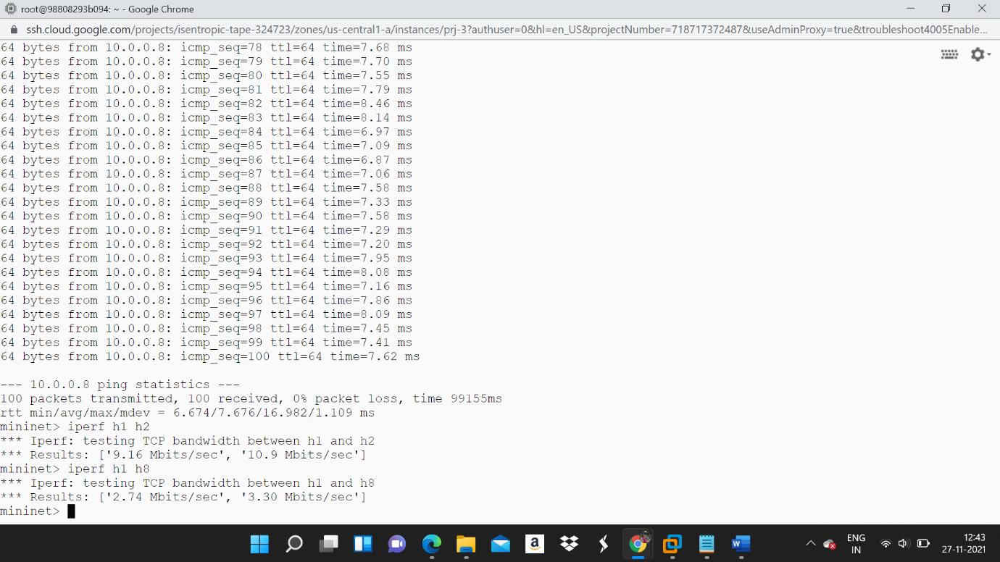 root@98808293b094: ~ - Google Chrome
ssh.cloud.google.com/projects/isentropic-tape-324723/zones/us-central1-a/instances/prj-3?authuser=0&hl=en_US&projectNumber=718717372487&useAdminProxy=true&troubleshoot4005Enable...
64 bytes from 10.0.0.8: icmp_seq=78 ttl=64 time=7.68 ms
64 bytes from 10.0.0.8: icmp_seq=79 ttl=64 time=7.70 ms
64 bytes from 10.0.0.8: icmp_seq=80 ttl=64 time=7.55 ms
64 bytes from 10.0.0.8: icmp_seq=81 ttl=64 time=7.79 ms
64 bytes from 10.0.0.8: icmp_seq=82 ttl=64 time=8.46 ms
64 bytes from 10.0.0.8: icmp_seq=83 ttl=64 time=8.14 ms
64 bytes from 10.0.0.8: icmp_seq=84 ttl=64 time=6.97 ms
64 bytes from 10.0.0.8: icmp_seq=85 ttl=64 time=7.09 ms
64 bytes from 10.0.0.8: icmp_seq=86 ttl=64 time=6.87 ms
64 bytes from 10.0.0.8: icmp_seq=87 ttl=64 time=7.06 ms
64 bytes from 10.0.0.8: icmp_seq=88 ttl=64 time=7.58 ms
64 bytes from 10.0.0.8: icmp_seq=89 ttl=64 time=7.33 ms
64 bytes from 10.0.0.8: icmp_seq=90 ttl=64 time=7.58 ms
64 bytes from 10.0.0.8: icmp_seq=91 ttl=64 time=7.29 ms
64 bytes from 10.0.0.8: icmp_seq=92 ttl=64 time=7.20 ms
64 bytes from 10.0.0.8: icmp_seq=93 ttl=64 time=7.95 ms
64 bytes from 10.0.0.8: icmp_seq=94 ttl=64 time=8.08 ms
64 bytes from 10.0.0.8: icmp_seq=95 ttl=64 time=7.16 ms
64 bytes from 10.0.0.8: icmp_seq=96 ttl=64 time=7.86 ms
64 bytes from 10.0.0.8: icmp_seq=97 ttl=64 time=8.09 ms
64 bytes from 10.0.0.8: icmp_seq=98 ttl=64 time=7.45 ms
64 bytes from 10.0.0.8: icmp_seq=99 ttl=64 time=7.41 ms
64 bytes from 10.0.0.8: icmp_seq=100 ttl=64 time=7.62 ms
--- 10.0.0.8 ping statistics ---
100 packets transmitted, 100 received, 0% packet loss, time 99155ms
rtt min/avg/max/mdev = 6.674/7.676/16.982/1.109 ms
mininet> iperf h1 h2
*** Iperf: testing TCP bandwidth between h1 and h2
*** Results: ['9.16 Mbits/sec', '10.9 Mbits/sec']
mininet> iperf h1 h8
*** Iperf: testing TCP bandwidth between h1 and h8
*** Results: ['2.74 Mbits/sec', '3.30 Mbits/sec']
mininet>
ENG
IN
12:43
27-11-2021